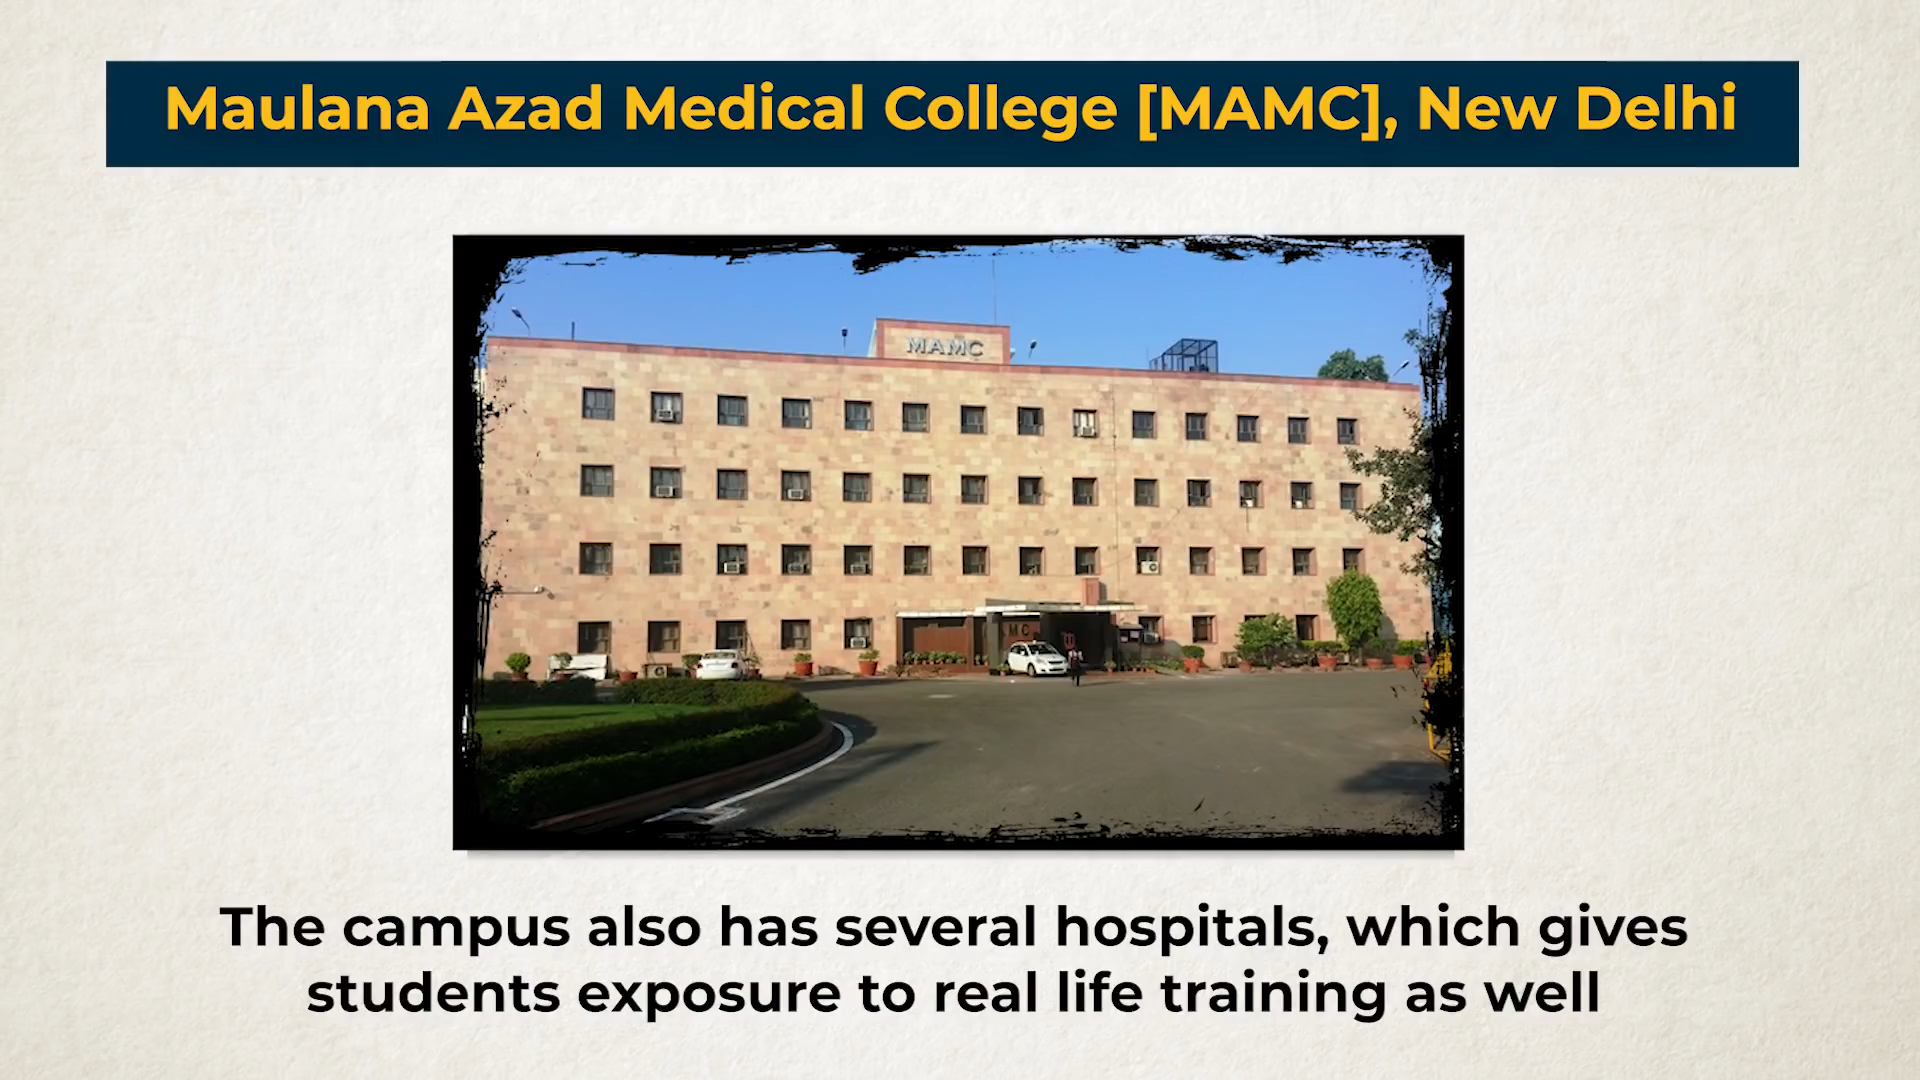 Maulana Azad Medical College [MAMC], New Delhi
MAMC
MC
The campus also has several hospitals, which gives
students exposure to real life training as well